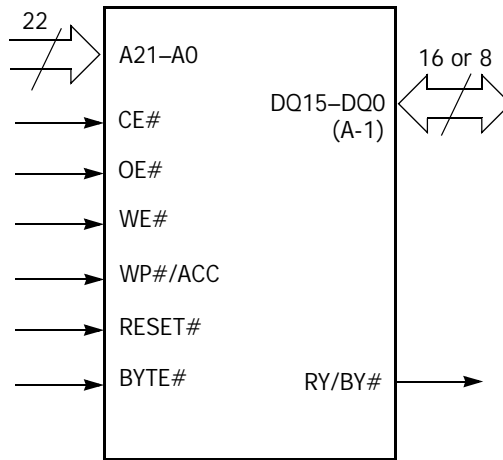 22
A21–A0
16 or 8
DQ15–DQ0
(A-1)
CE#
OE#
WE#
WP#/ACC
RESET#
BYTE#
RY/BY#